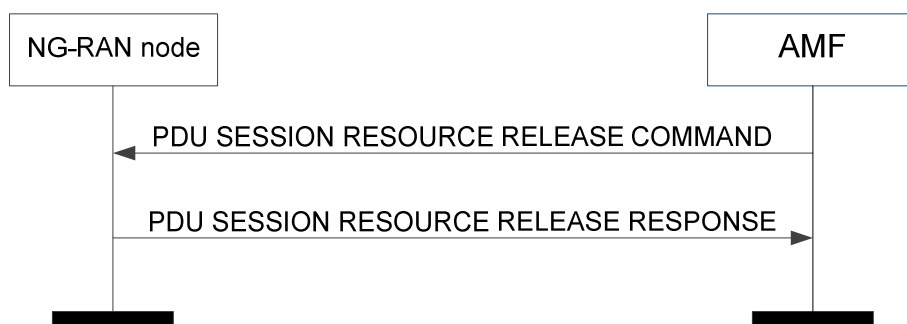 NG-RAN node
AMF
PDU SESSION RESOURCE RELEASE COMMAND
PDU SESSION RESOURCE RELEASE RESPONSE